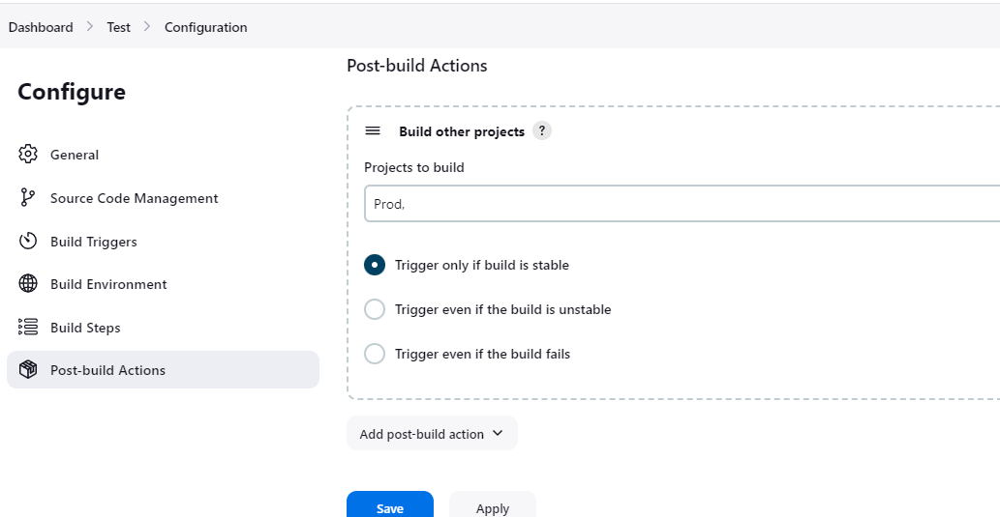 Dashboard > Test > Configuration
Configure
General
Source Code Management
Build Triggers
Build Environment
Build Steps
Post-build Actions
Post-build Actions
Build other projects ?
Projects to build
Prod,
Trigger only if build is stable
Trigger even if the build is unstable
Trigger even if the build fails
Add post-build action
Save Apply